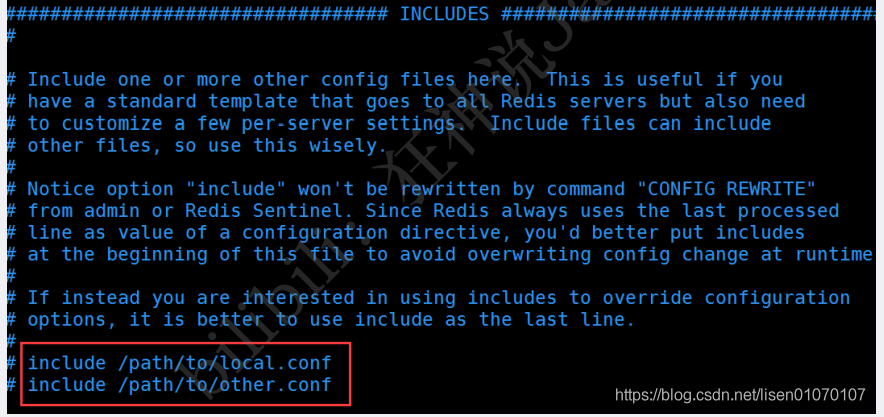 ################################## INCLUDES ###################################
#
# Include one or more other config files here.  This is useful if you
# have a standard template that goes to all Redis servers but also need
# to customize a few per-server settings.  Include files can include
# other files, so use this wisely.
#
# Notice option "include" won't be rewritten by command "CONFIG REWRITE"
# from admin or Redis Sentinel. Since Redis always uses the last processed
# line as value of a configuration directive, you'd better put includes
# at the beginning of this file to avoid overwriting config change at runtime
#
# If instead you are interested in using includes to override configuration
# options, it is better to use include as the last line.
#
# include /path/to/local.conf
# include /path/to/other.conf
bilibili：狂神说Ja
https://blog.csdn.net/lisen01070107